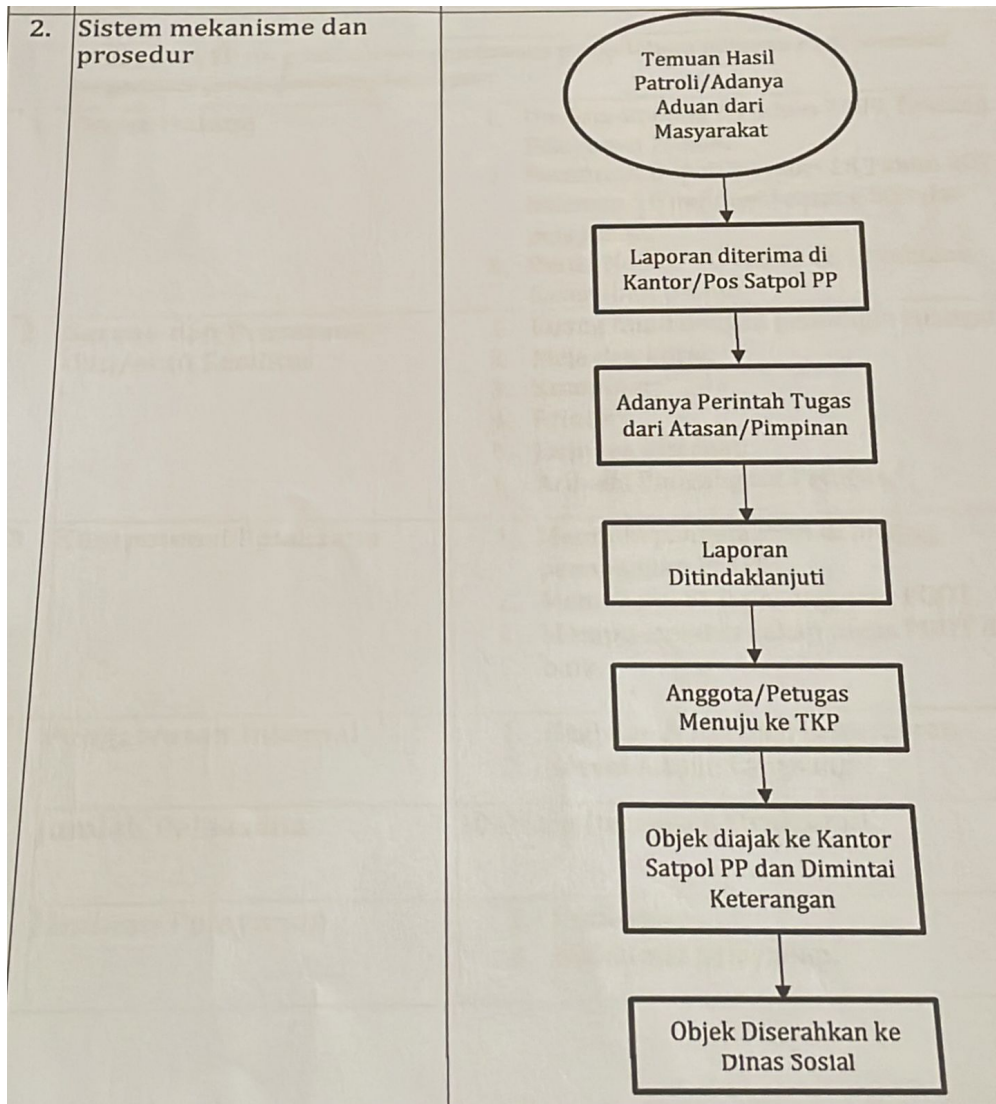 2. Sistem mekanisme dan
prosedur
Temuan Hasil
Patroli/Adanya
Aduan dari
Masyarakat
Laporan diterima di
Kantor/Pos Satpol PP
Adanya Perintah Tugas
dari Atasan/Pimpinan
Laporan
Ditindaklanjuti
Anggota/Petugas
Menuju ke TKP
Objek diajak ke Kantor
Satpol PP dan Dimintai
Keterangan
Objek Diserahkan ke
Dinas Sosial